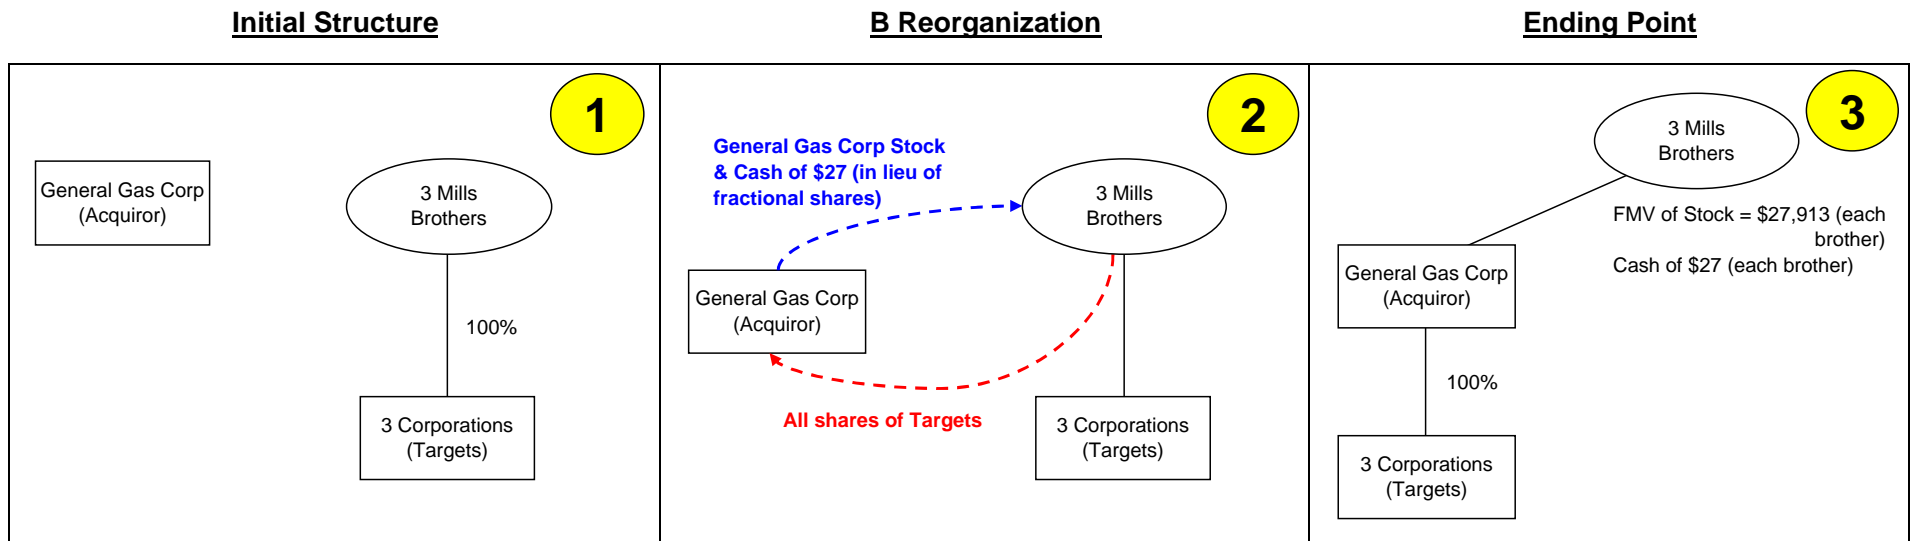 Initial Structure
B Reorganization
Ending Point
1
General Gas Corp
(Acquiror)
3 Mills
Brothers
100%
3 Corporations
(Targets)
2
General Gas Corp Stock
& Cash of $27 (in lieu of
fractional shares)
3 Mills
Brothers
General Gas Corp
(Acquiror)
All shares of Targets
3 Corporations
(Targets)
3
3 Mills
Brothers
FMV of Stock = $27,913 (each
brother)
Cash of $27 (each brother)
General Gas Corp
(Acquiror)
100%
3 Corporations
(Targets)